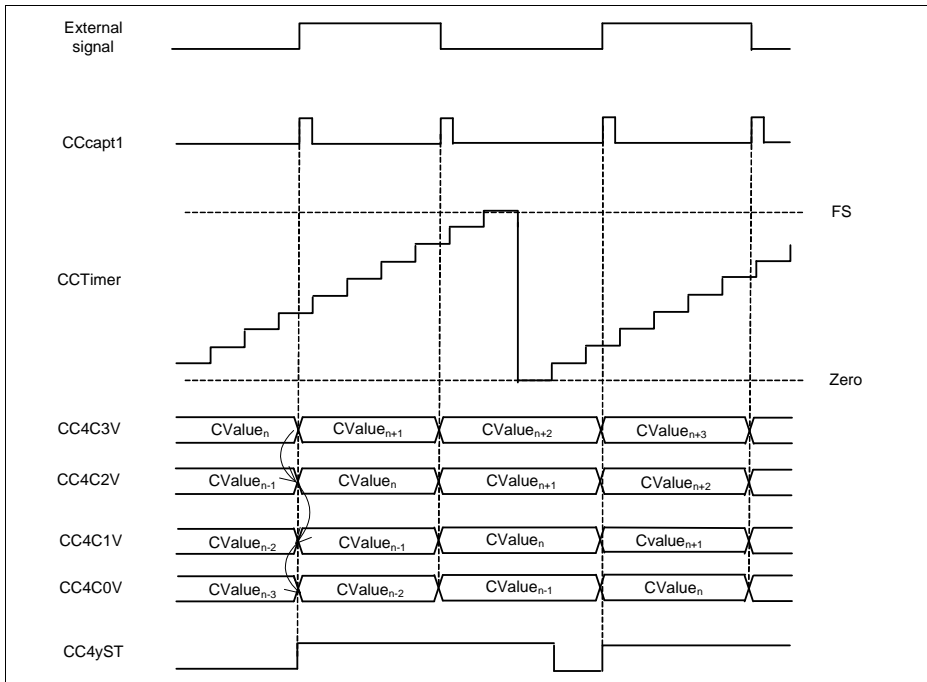 External
signal
CCcapt1
FS
CCTimer
Zero
CC4C3V CValueₙ CValueₙ₊₁ CValueₙ₊₂ CValueₙ₊₃
CC4C2V CValueₙ₋₁ CValueₙ CValueₙ₊₁ CValueₙ₊₂
CC4C1V CValueₙ₋₂ CValueₙ₋₁ CValueₙ Cvalueₙ₊₁
CC4C0V CValueₙ₋₃ CValueₙ₋₂ CValueₙ₋₁ CValueₙ
CC4yST